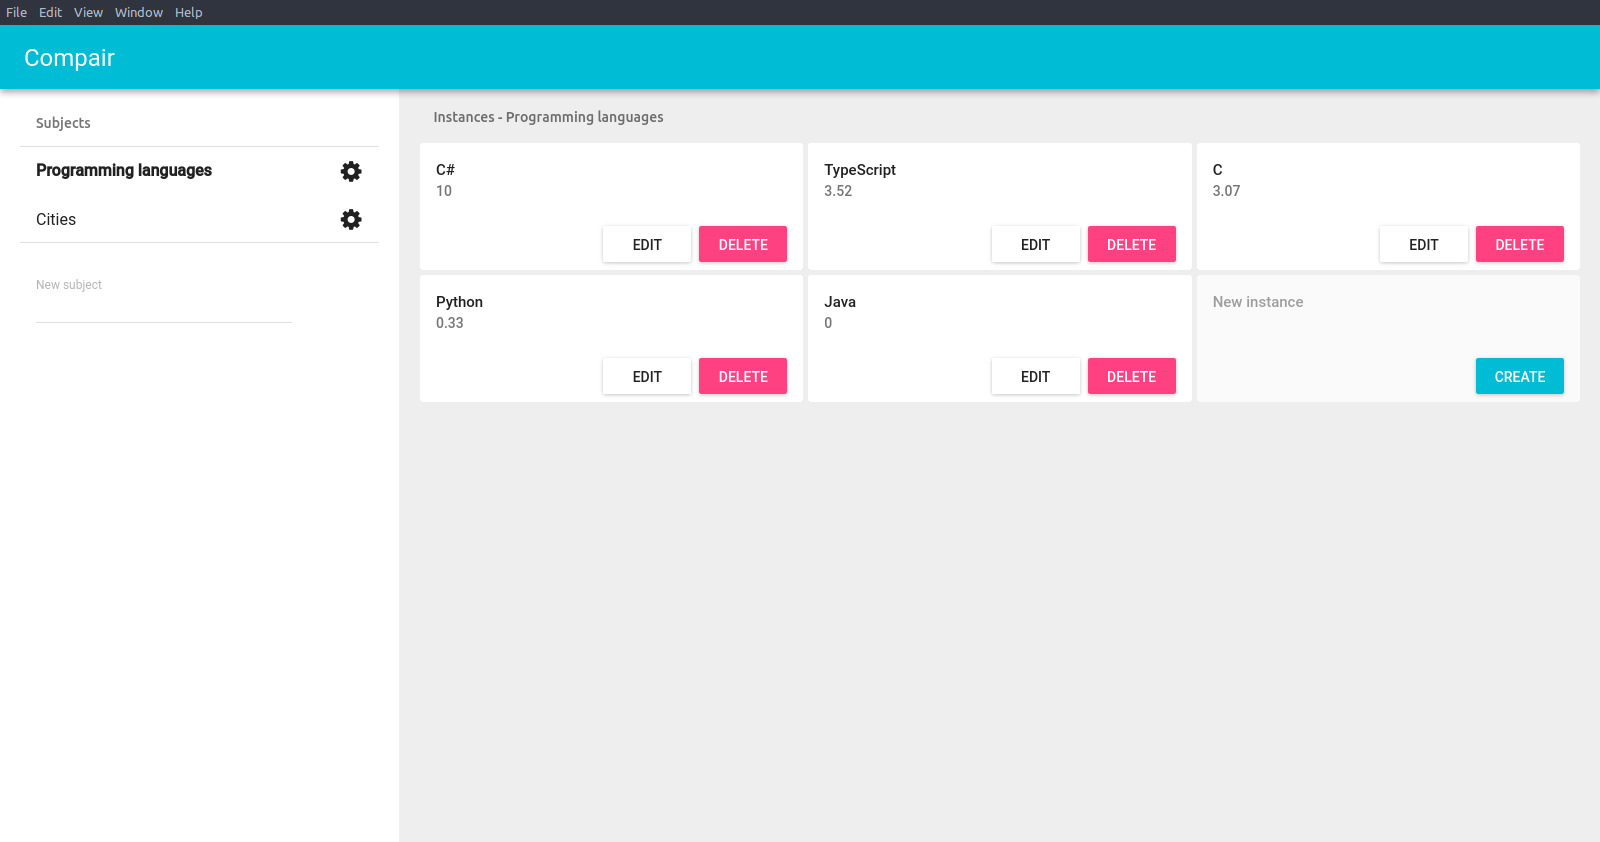 File Edit View Window Help
Compair
Subjects
Programming languages
Cities
New subject
Instances - Programming languages
C#
10
EDIT DELETE
TypeScript
3.52
EDIT DELETE
C
3.07
EDIT DELETE
Python
0.33
EDIT DELETE
Java
0
EDIT DELETE
New instance
CREATE